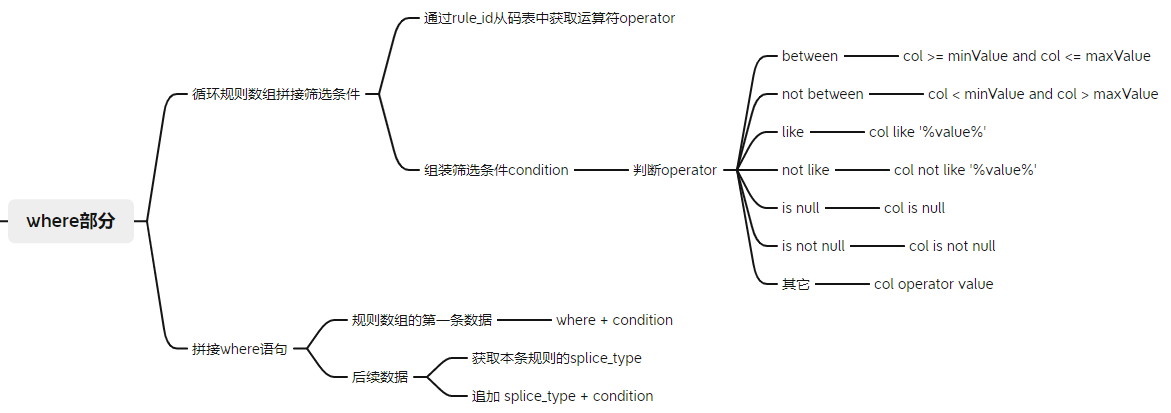 where部分
循环规则数组拼接筛选条件
通过rule_id从码表中获取运算符operator
组装筛选条件condition
判断operator
between
col >= minValue and col <= maxValue
not between
col < minValue and col > maxValue
like
col like '%value%'
not like
col not like '%value%'
is null
col is null
is not null
col is not null
其它
col operator value
拼接where语句
规则数组的第一条数据
where + condition
后续数据
获取本条规则的splice_type
追加 splice_type + condition